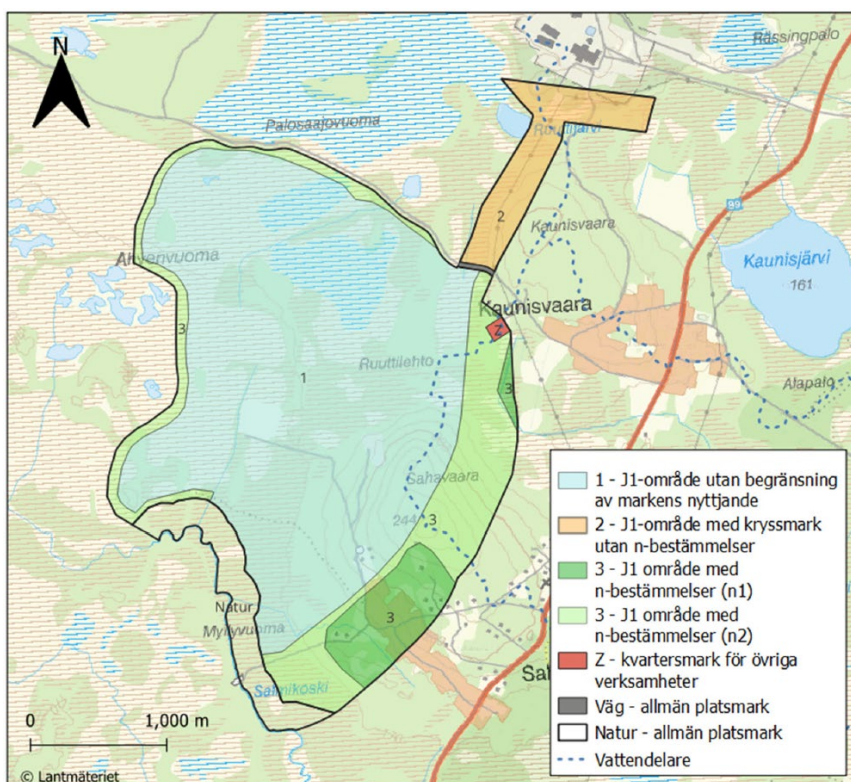 N
Rässingpalo
Palosaajovuoma
Ruutijärvi
99
2
Kaunisvaara
Kaunisjärvi
161
Ahvenvuoma
Kaunisvaara
Z
3
Ruuttilehto
1
3
Alapalo
Sahavaara
244
3
3
Natur
Myllyvuoma
Salmikoski
Sa
0 1,000 m
© Lantmäteriet
1 - J1-område utan begränsning
av markens nyttjande
2 - J1-område med kryssmark
utan n-bestämmelser
3 - J1 område med
n-bestämmelser (n1)
3 - J1 område med
n-bestämmelser (n2)
Z - kvartersmark för övriga
verksamheter
Väg - allmän platsmark
Natur - allmän platsmark
Vattendelare